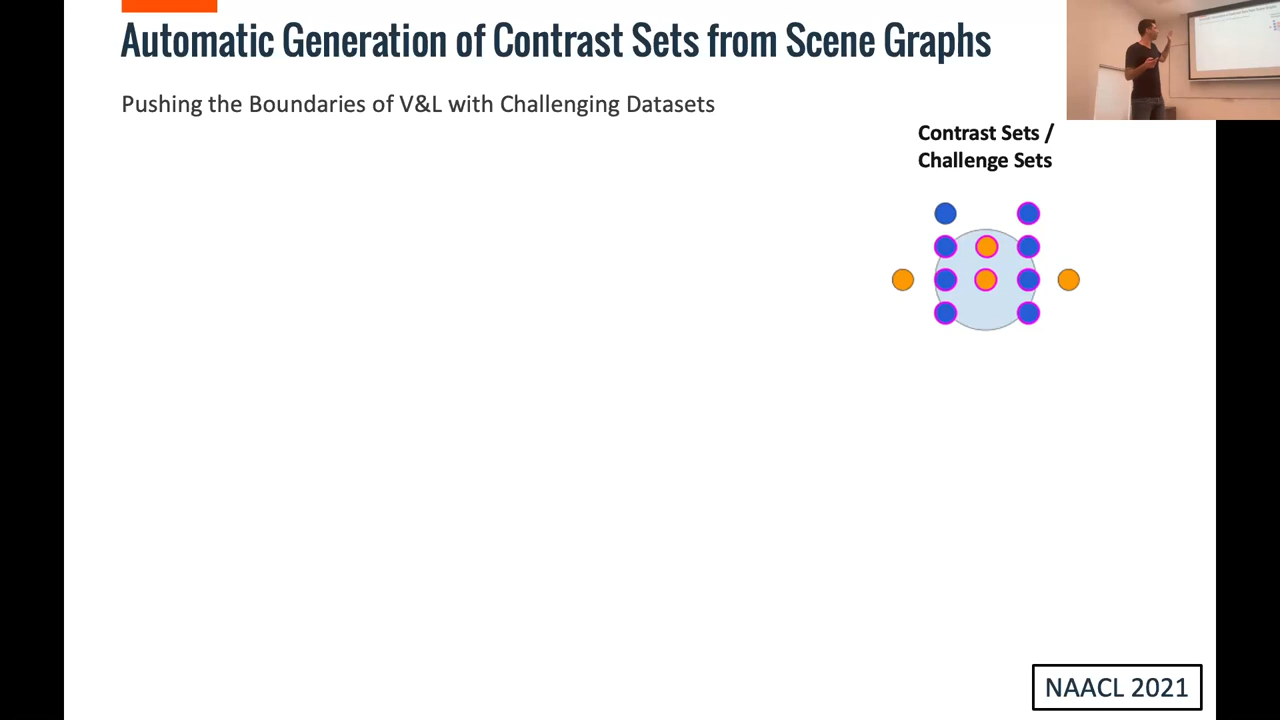 Automatic Generation of Contrast Sets from Scene Graphs
Pushing the Boundaries of V&L with Challenging Datasets
Contrast Sets /
Challenge Sets
NAACL 2021